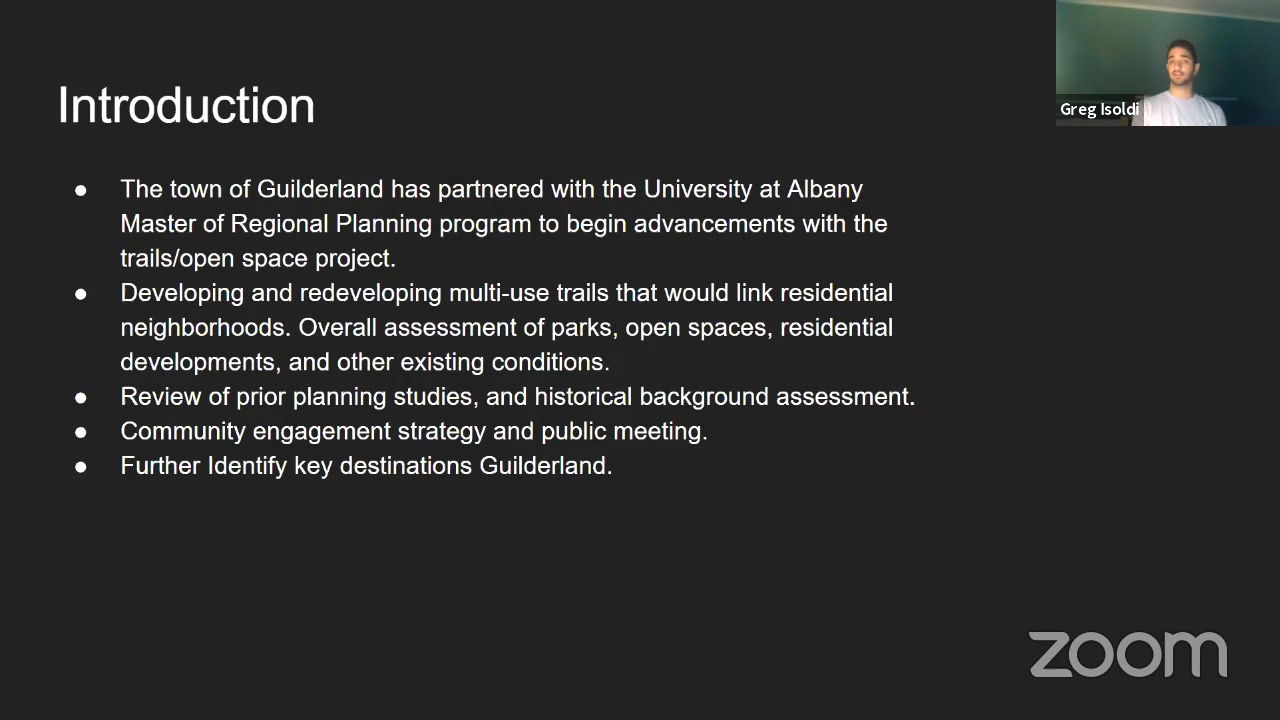 Greg Isoldi
Introduction
● The town of Guilderland has partnered with the University at Albany
Master of Regional Planning program to begin advancements with the
trails/open space project.
● Developing and redeveloping multi-use trails that would link residential
neighborhoods. Overall assessment of parks, open spaces, residential
developments, and other existing conditions.
● Review of prior planning studies, and historical background assessment.
● Community engagement strategy and public meeting.
● Further Identify key destinations Guilderland.
zoom